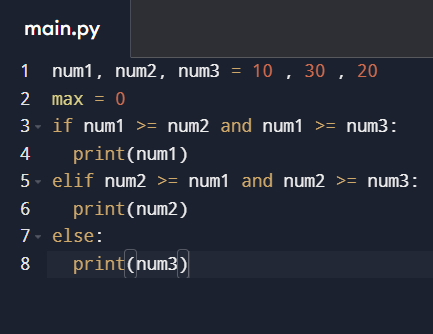 main.py
1 num1, num2, num3 = 10 , 30 , 20
2 max = 0
3 if num1 >= num2 and num1 >= num3:
4   print(num1)
5 elif num2 >= num1 and num2 >= num3:
6   print(num2)
7 else:
8   print(num3)